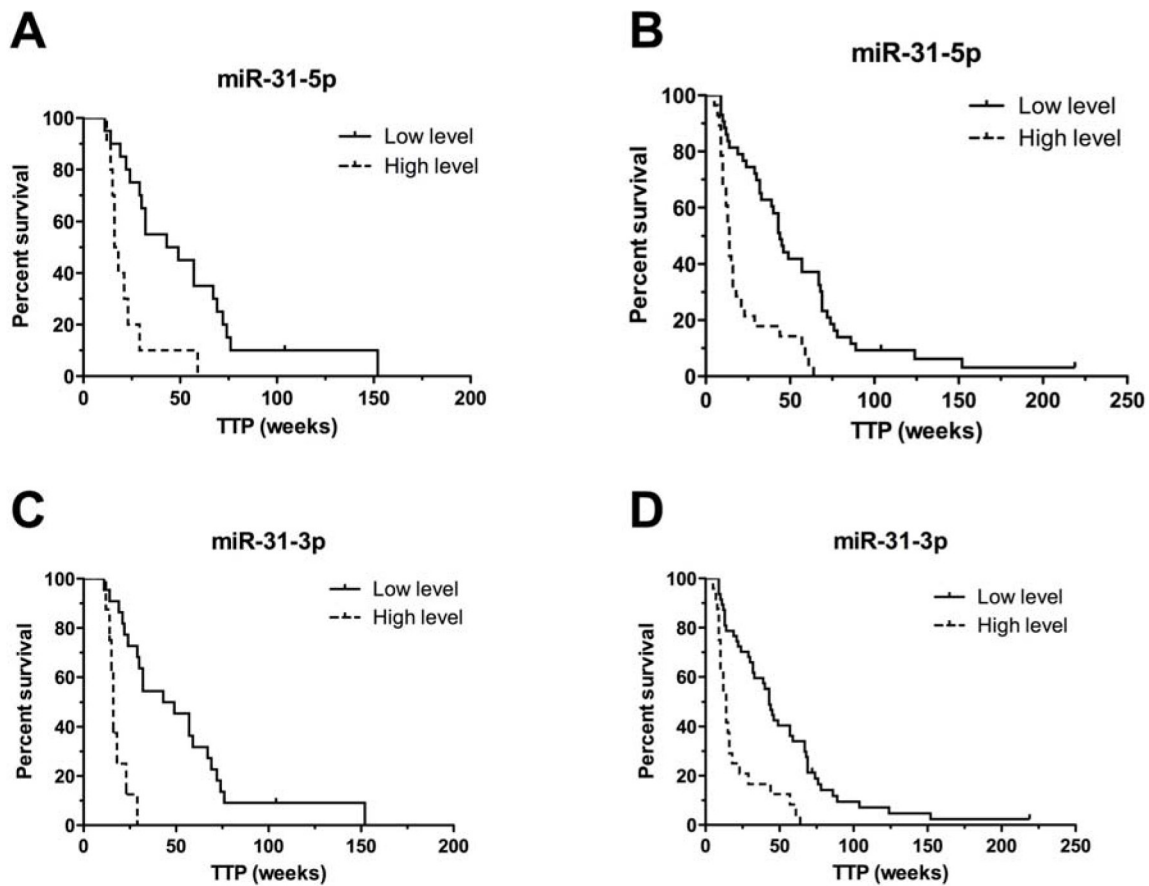 A
miR-31-5p
Low level
High level
Percent survival
100
80
60
40
20
0
0 50 100 150 200
TTP (weeks)
B
miR-31-5p
Low level
High level
Percent survival
100
80
60
40
20
0
0 50 100 150 200 250
TTP (weeks)
C
miR-31-3p
Low level
High level
Percent survival
100
80
60
40
20
0
0 50 100 150 200
TTP (weeks)
D
miR-31-3p
Low level
High level
Percent survival
100
80
60
40
20
0
0 50 100 150 200 250
TTP (weeks)